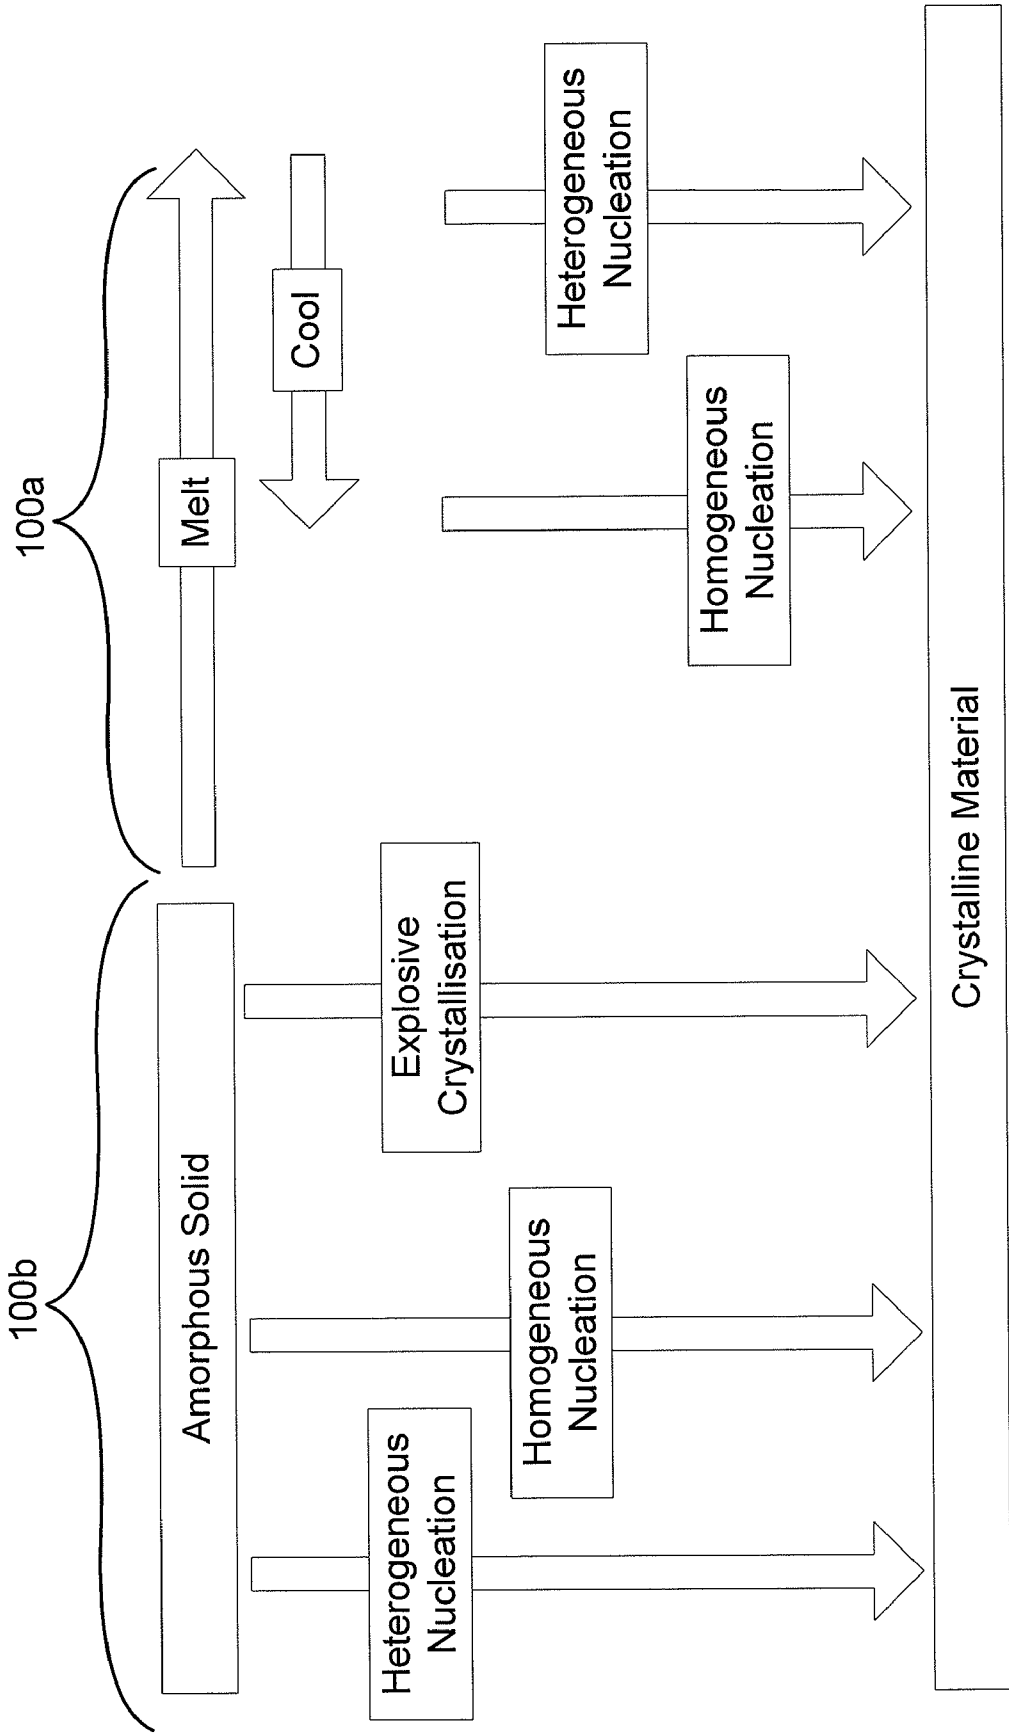 100b
100a
Amorphous Solid
Melt
Cool
Heterogeneous
Nucleation
Homogeneous
Nucleation
Explosive
Crystallisation
Homogeneous
Nucleation
Heterogeneous
Nucleation
Crystalline Material